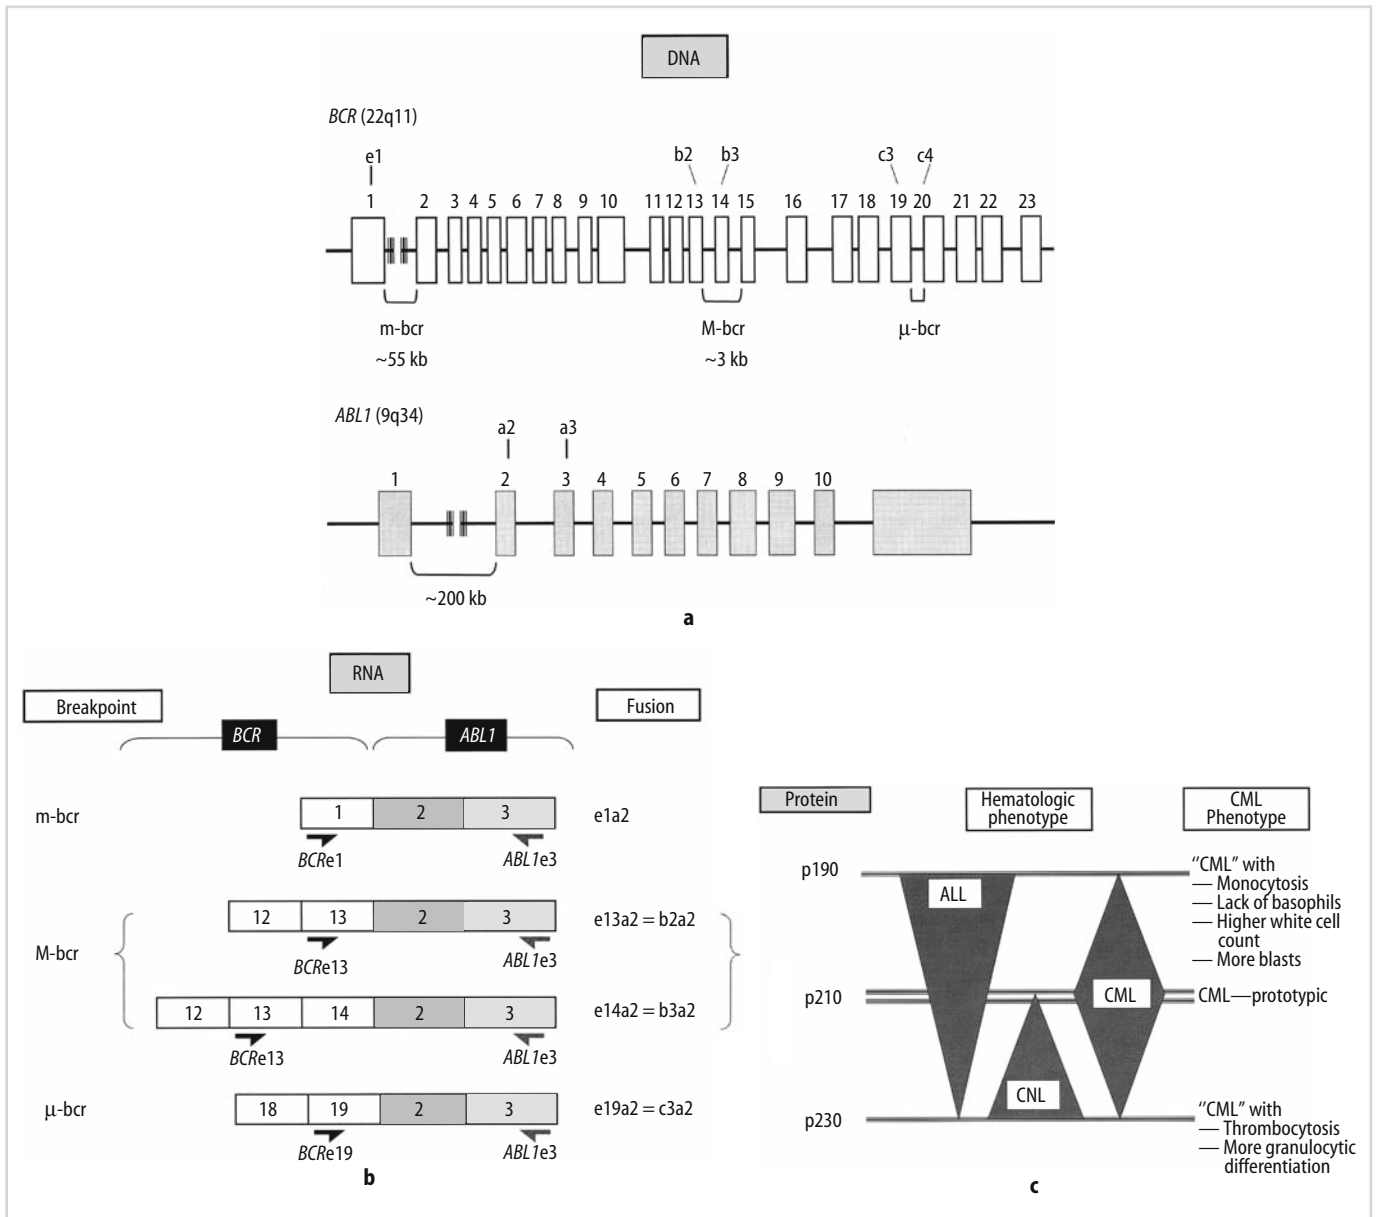 DNA
BCR (22q11)
e1 b2 b3 c3 c4
1 2 3 4 5 6 7 8 9 10 11 12 13 14 15 16 17 18 19 20 21 22 23
m-bcr M-bcr μ-bcr
~55 kb ~3 kb
ABL1 (9q34)
a2 a3
1 2 3 4 5 6 7 8 9 10
~200 kb
a
RNA
Breakpoint
Fusion
BCR ABL1
m-bcr 1 2 3 e1a2
BCRe1 ABL1e3
12 13 2 3 e13a2 = b2a2
M-bcr
BCRe13 ABL1e3
12 13 14 2 3 e14a2 = b3a2
BCRe13 ABL1e3
μ-bcr 18 19 2 3 e19a2 = c3a2
BCRe19 ABL1e3
b
Protein
Hematologic
phenotype
CML
Phenotype
p190
ALL
“CML” with
— Monocytosis
— Lack of basophils
— Higher white cell
count
— More blasts
p210
CML
CML—prototypic
CNL
p230
“CML” with
— Thrombocytosis
— More granulocytic
differentiation
c